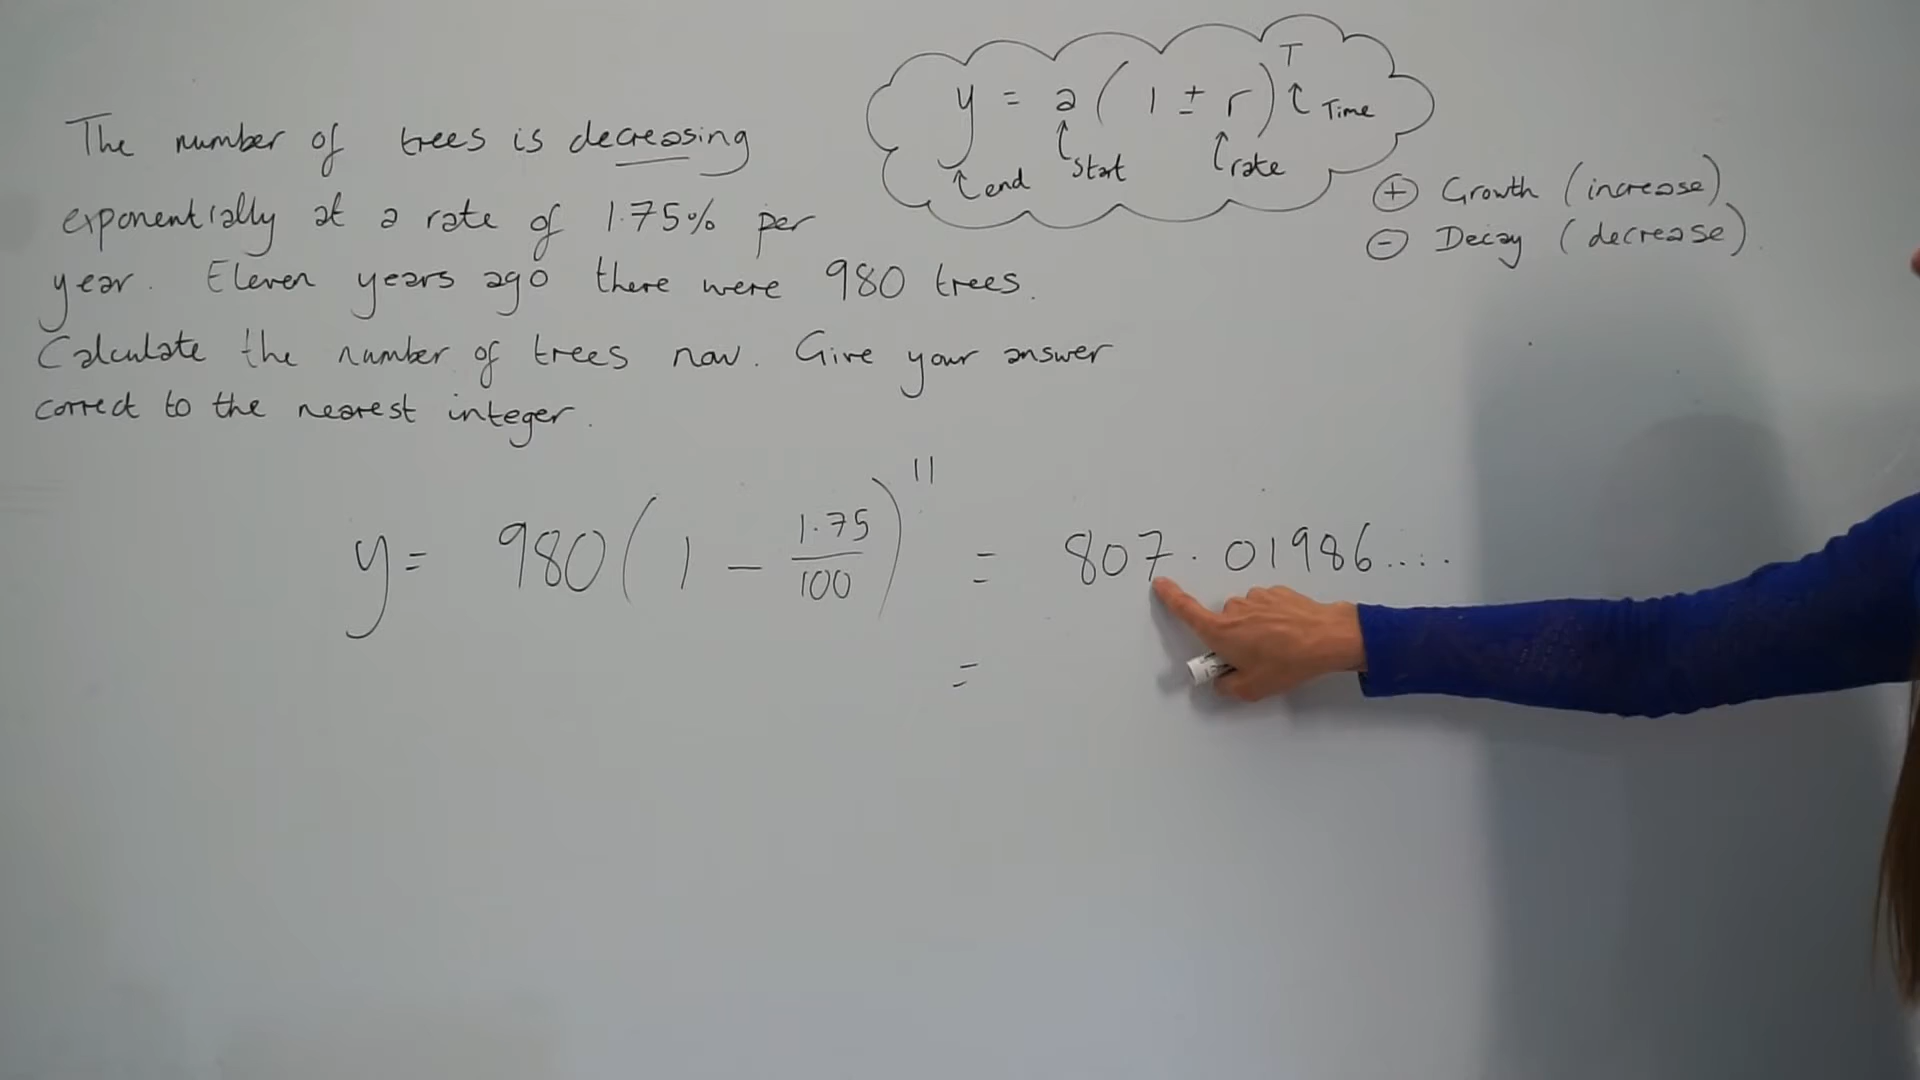 The number of trees is decreasing
exponentially at a rate of 1.75% per
year. Eleven years ago there were 980 trees.
Calculate the number of trees now. Give your answer
correct to the nearest integer.
y = a ( 1 ± r )^T
↑ end ↑ start ↑ rate ↑ Time
⊕ Growth (increase)
⊖ Decay (decrease)
y = 980 ( 1 − 1.75/100 )^11 = 807.01986....
=